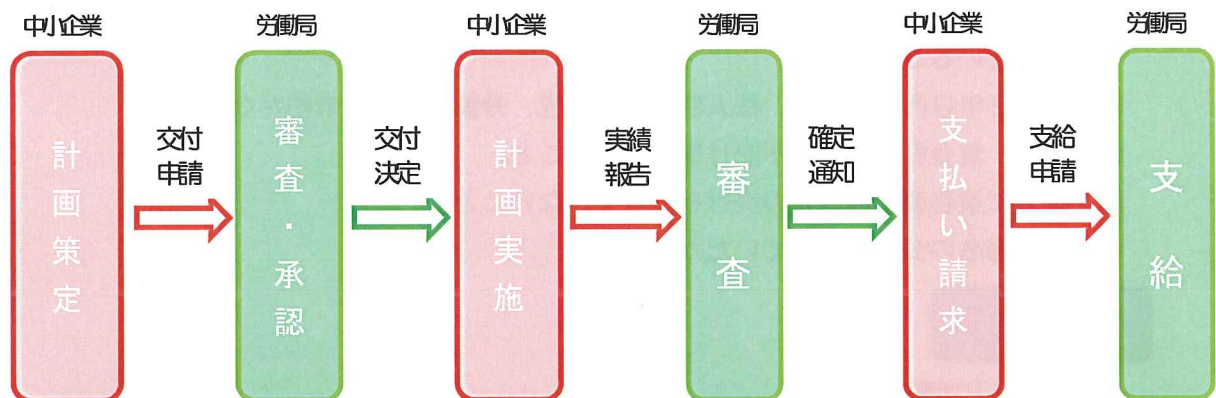 中小企業
労働局
中小企業
労働局
中小企業
労働局
計画策定
交付
申請
審査・承認
交付
決定
計画実施
実績
報告
審査
確定
通知
支払い請求
支給
申請
支給